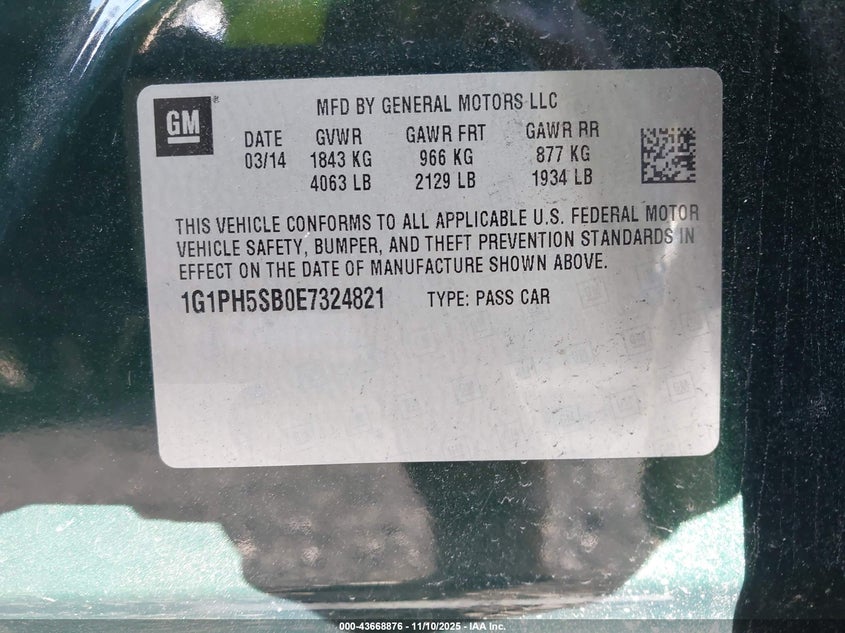 GM
®
MFD BY GENERAL MOTORS LLC
DATE GVWR GAWR FRT GAWR RR
03/14 1843 KG 966 KG 877 KG
4063 LB 2129 LB 1934 LB
THIS VEHICLE CONFORMS TO ALL APPLICABLE U.S. FEDERAL MOTOR
VEHICLE SAFETY, BUMPER, AND THEFT PREVENTION STANDARDS IN
EFFECT ON THE DATE OF MANUFACTURE SHOWN ABOVE.
1G1PH5SB0E7324821 TYPE: PASS CAR
000-43668876 - 11/10/2025 - IAA Inc.